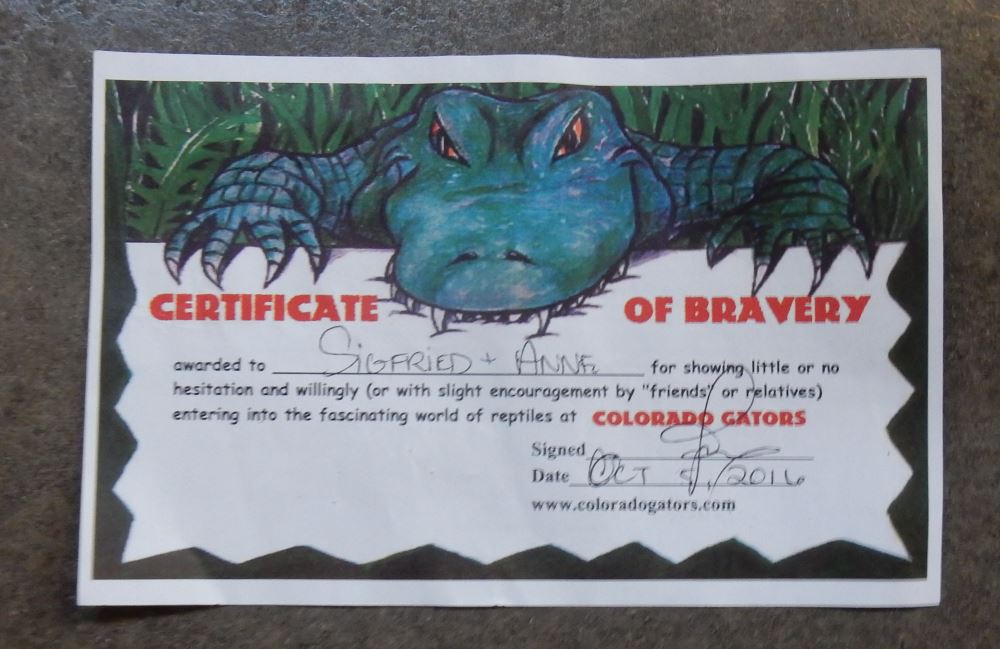 CERTIFICATE OF BRAVERY
awarded to SIGFRIED + ANNE for showing little or no
hesitation and willingly (or with slight encouragement by "friends" or relatives)
entering into the fascinating world of reptiles at COLORADO GATORS
Signed
Date OCT , 2016
www.coloradogators.com